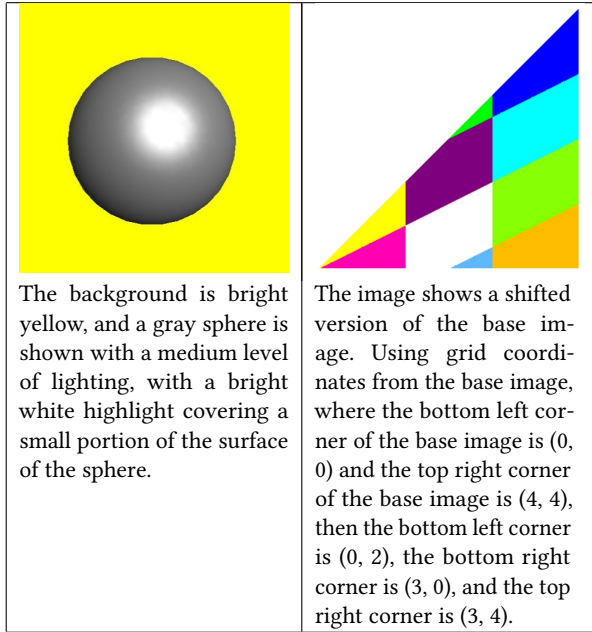 The background is bright
yellow, and a gray sphere is
shown with a medium level
of lighting, with a bright
white highlight covering a
small portion of the surface
of the sphere.
The image shows a shifted
version of the base im-
age. Using grid coordi-
nates from the base image,
where the bottom left cor-
ner of the base image is (0,
0) and the top right corner
of the base image is (4, 4),
then the bottom left corner
is (0, 2), the bottom right
corner is (3, 0), and the top
right corner is (3, 4).